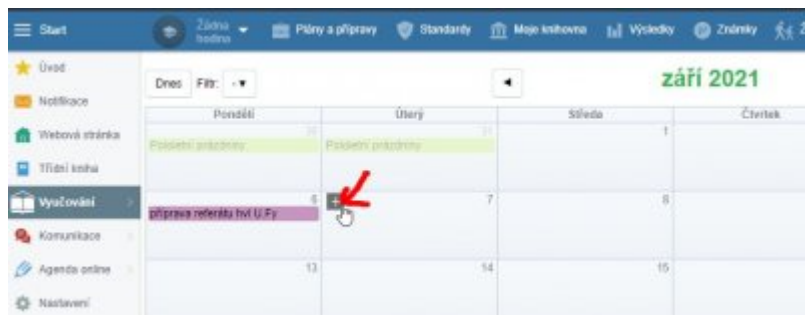 Start
Žádná hodina
Plány a přípravy
Standardy
Moje knihovna
Výsledky
Známky
Úvod
Notifikace
Webová stránka
Třídní kniha
Vyučování
Komunikace
Agenda online
Nastavení
Dnes
Filtr: -
září 2021
Pondělí
Úterý
Středa
Čtvrtek
30
31
1
Pololetní prázdniny
Pololetní prázdniny
6
7
8
příprava referátu hvl U.Fy
13
14
15